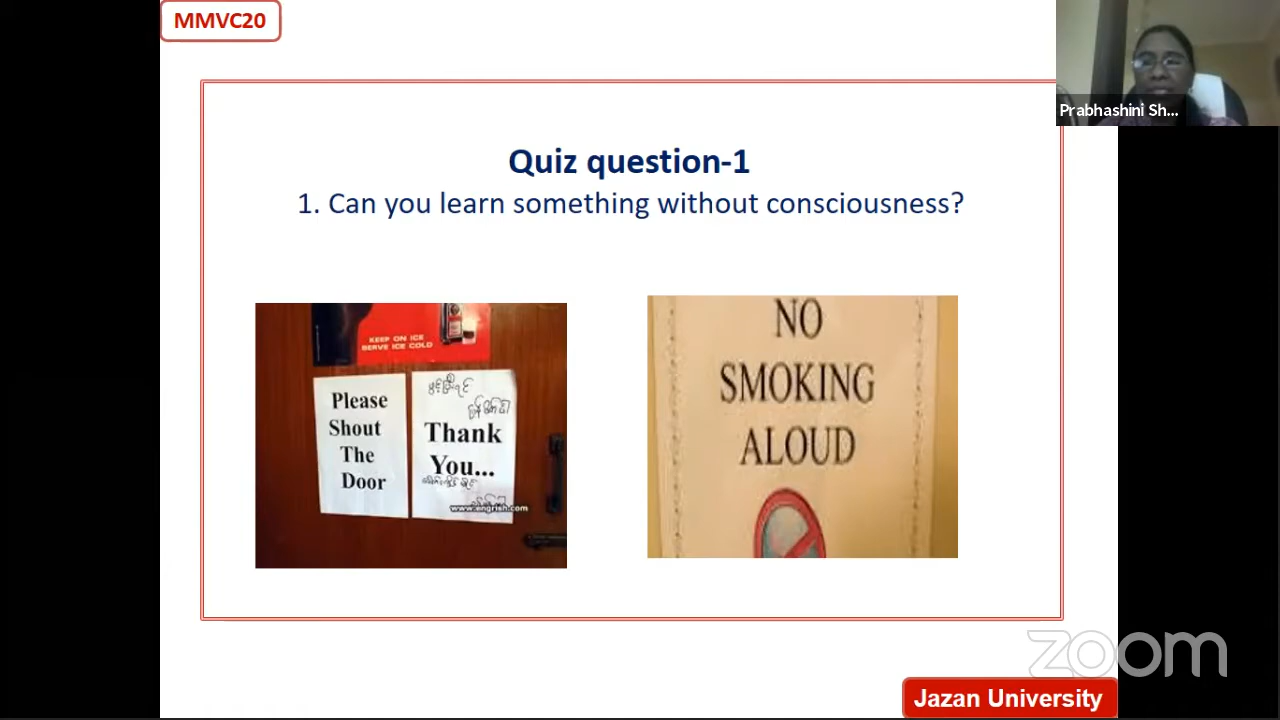 MMVC20
Prabhashini Sh...
Quiz question-1
1. Can you learn something without consciousness?
KEEP ON ICE
SERVE ICE COLD
Please
Shout
The
Door
Thank
You...
www.engrish.com
NO
SMOKING
ALOUD
zoom
Jazan University